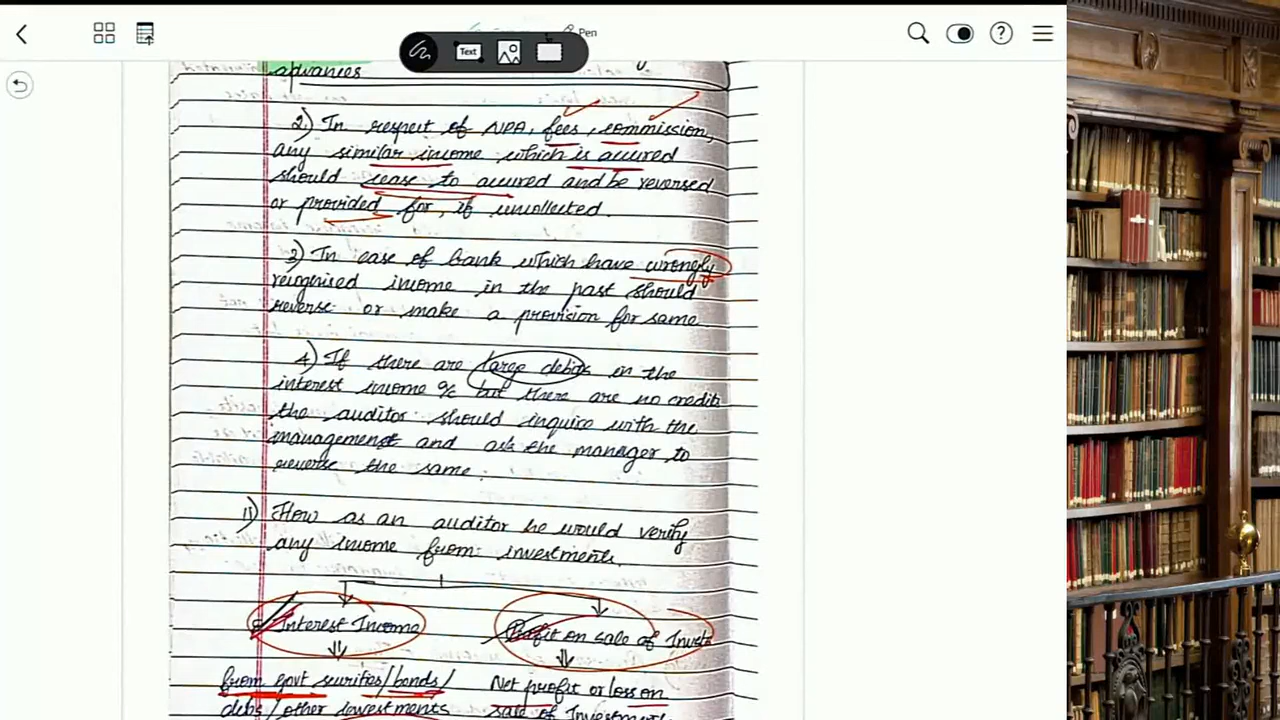 Pen
Text
advances
2) In respect of NPA, fees, commission,
any similar income which is accured
should cease to accured and be reversed
or provided for, if uncollected.
3) In case of bank which have wrongly
recognised income in the past should
reverse or make a provision for same
4) If there are large debits in the
interest income a/c but there are no credits
the auditor should inquire with the
management and ask the manager to
reverse the same.
11) How as an auditor he would verify
any income from investments.
Interest Income
Profit on sale of Invsts
from govt securities/bonds/
Net profit or loss on
debs/other investments
sale of Investment